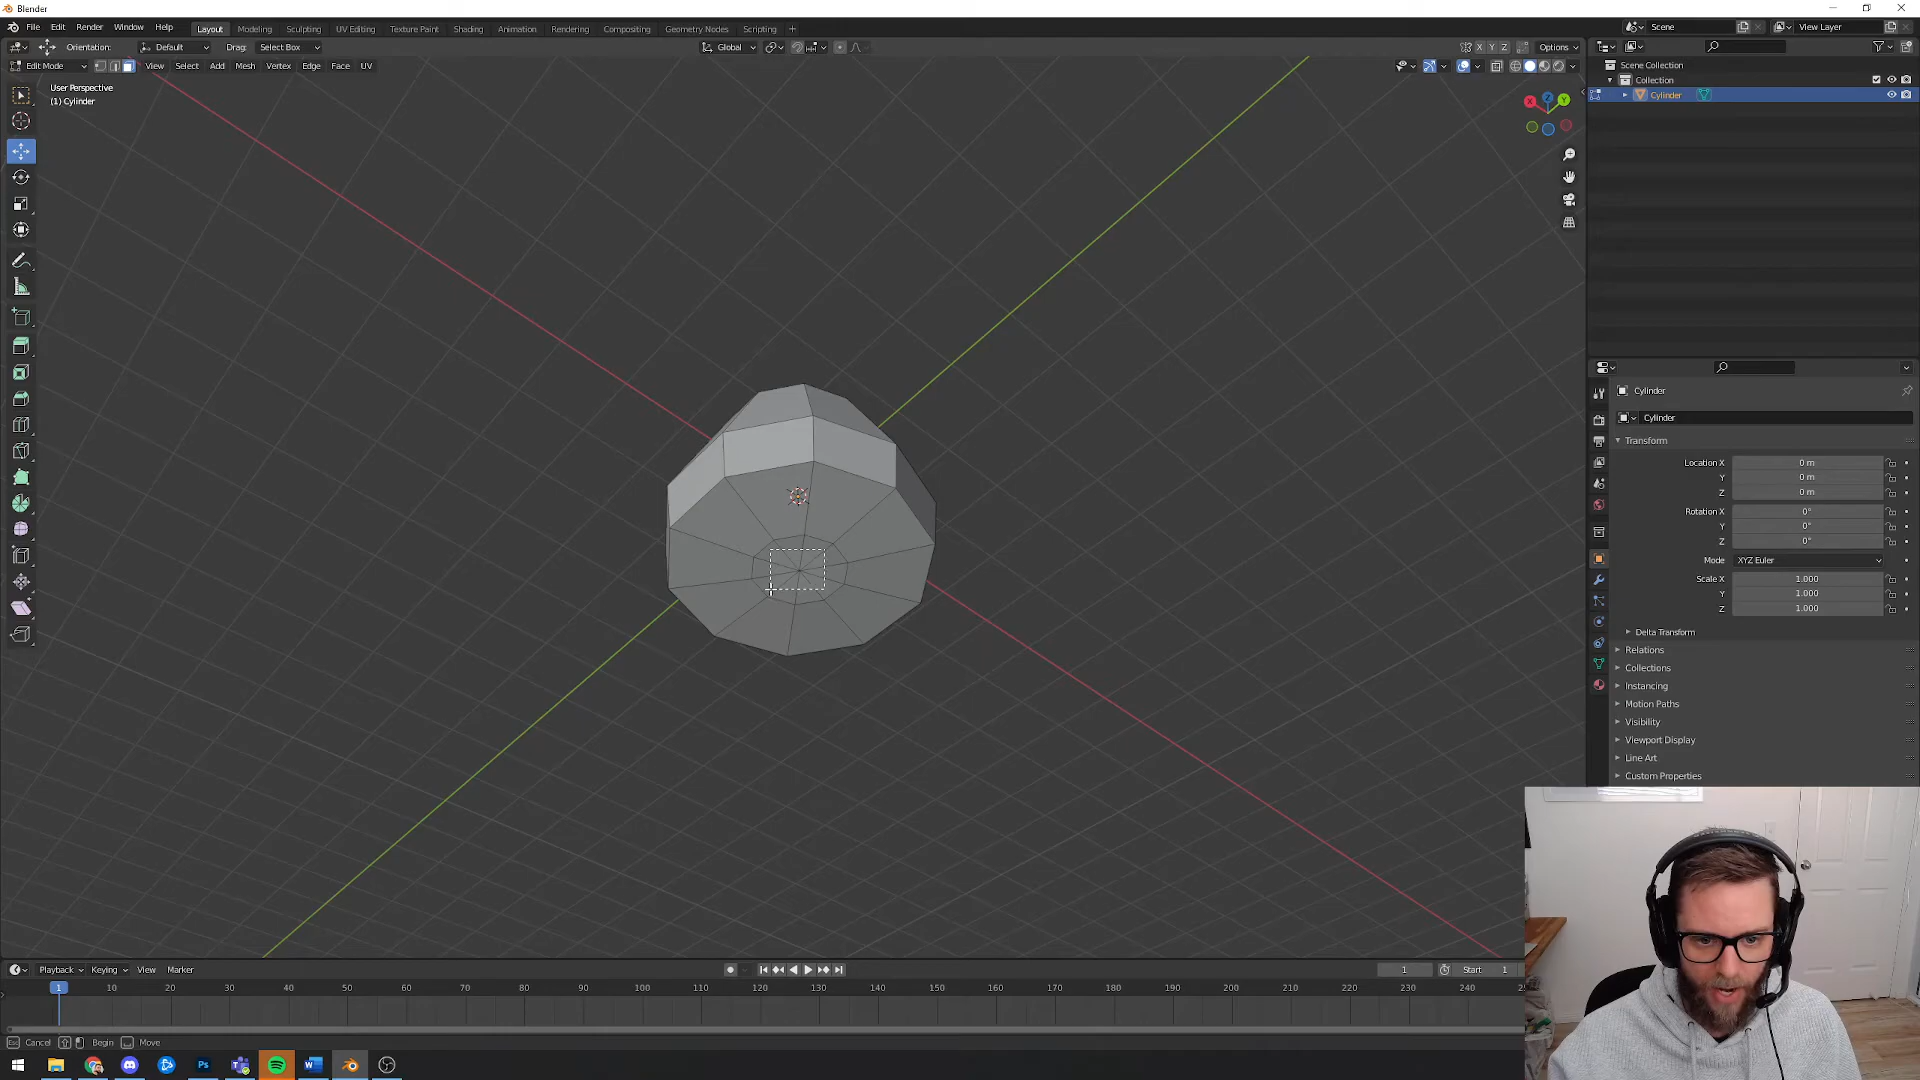 Blender
File Edit Render Window Help Layout Modeling Sculpting UV Editing Texture Paint Shading Animation Rendering Compositing Geometry Nodes Scripting + Scene View Layer
Orientation: Default Drag: Select Box Global X Y Z Options
Edit Mode View Select Add Mesh Vertex Edge Face UV
User Perspective
(1) Cylinder
X Z Y
Scene Collection
Collection
Cylinder
Cylinder
Cylinder
Transform
Location X 0 m
Y 0 m
Z 0 m
Rotation X 0°
Y 0°
Z 0°
Mode XYZ Euler
Scale X 1.000
Y 1.000
Z 1.000
Delta Transform
Relations
Collections
Instancing
Motion Paths
Visibility
Viewport Display
Line Art
Custom Properties
Playback Keying View Marker 1 Start 1
1 10 20 30 40 50 60 70 80 90 100 110 120 130 140 150 160 170 180 190 200 210 220 230 240
Esc Cancel Begin Move
Ps W